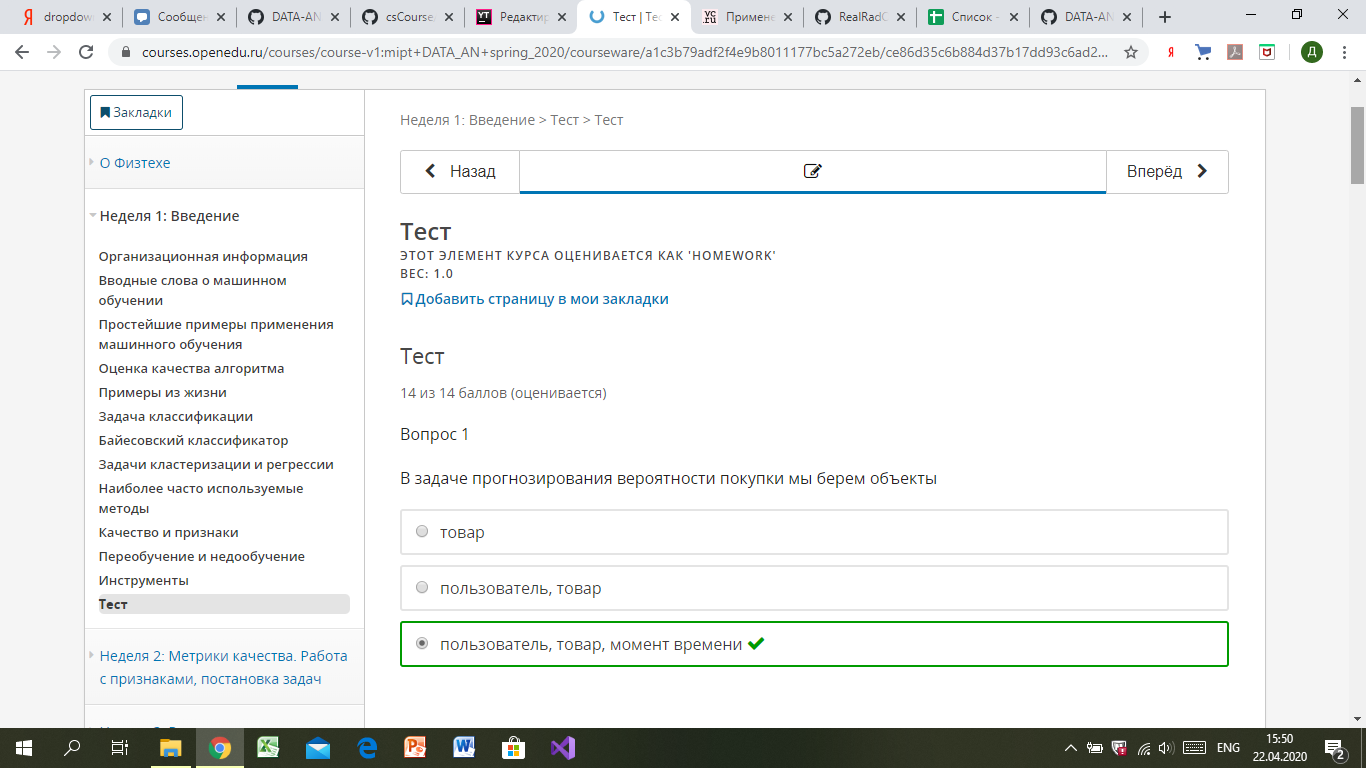 dropdow
Сообщен
DATA-AN
csCourse
Редактир
Тест | Тес
Примене
RealRadC
Список -
DATA-AN
courses.openedu.ru/courses/course-v1:mipt+DATA_AN+spring_2020/courseware/a1c3b79adf2f4e9b8011177bc5a272eb/ce86d35c6b884d37b17dd93c6ad2...
Закладки
О Физтехе
Неделя 1: Введение
Организационная информация
Вводные слова о машинном
обучении
Простейшие примеры применения
машинного обучения
Оценка качества алгоритма
Примеры из жизни
Задача классификации
Байесовский классификатор
Задачи кластеризации и регрессии
Наиболее часто используемые
методы
Качество и признаки
Переобучение и недообучение
Инструменты
Тест
Неделя 2: Метрики качества. Работа
с признаками, постановка задач
Неделя 1: Введение > Тест > Тест
Назад
Вперёд
Тест
ЭТОТ ЭЛЕМЕНТ КУРСА ОЦЕНИВАЕТСЯ КАК 'HOMEWORK'
ВЕС: 1.0
Добавить страницу в мои закладки
Тест
14 из 14 баллов (оценивается)
Вопрос 1
В задаче прогнозирования вероятности покупки мы берем объекты
товар
пользователь, товар
пользователь, товар, момент времени
ENG
15:50
22.04.2020
2